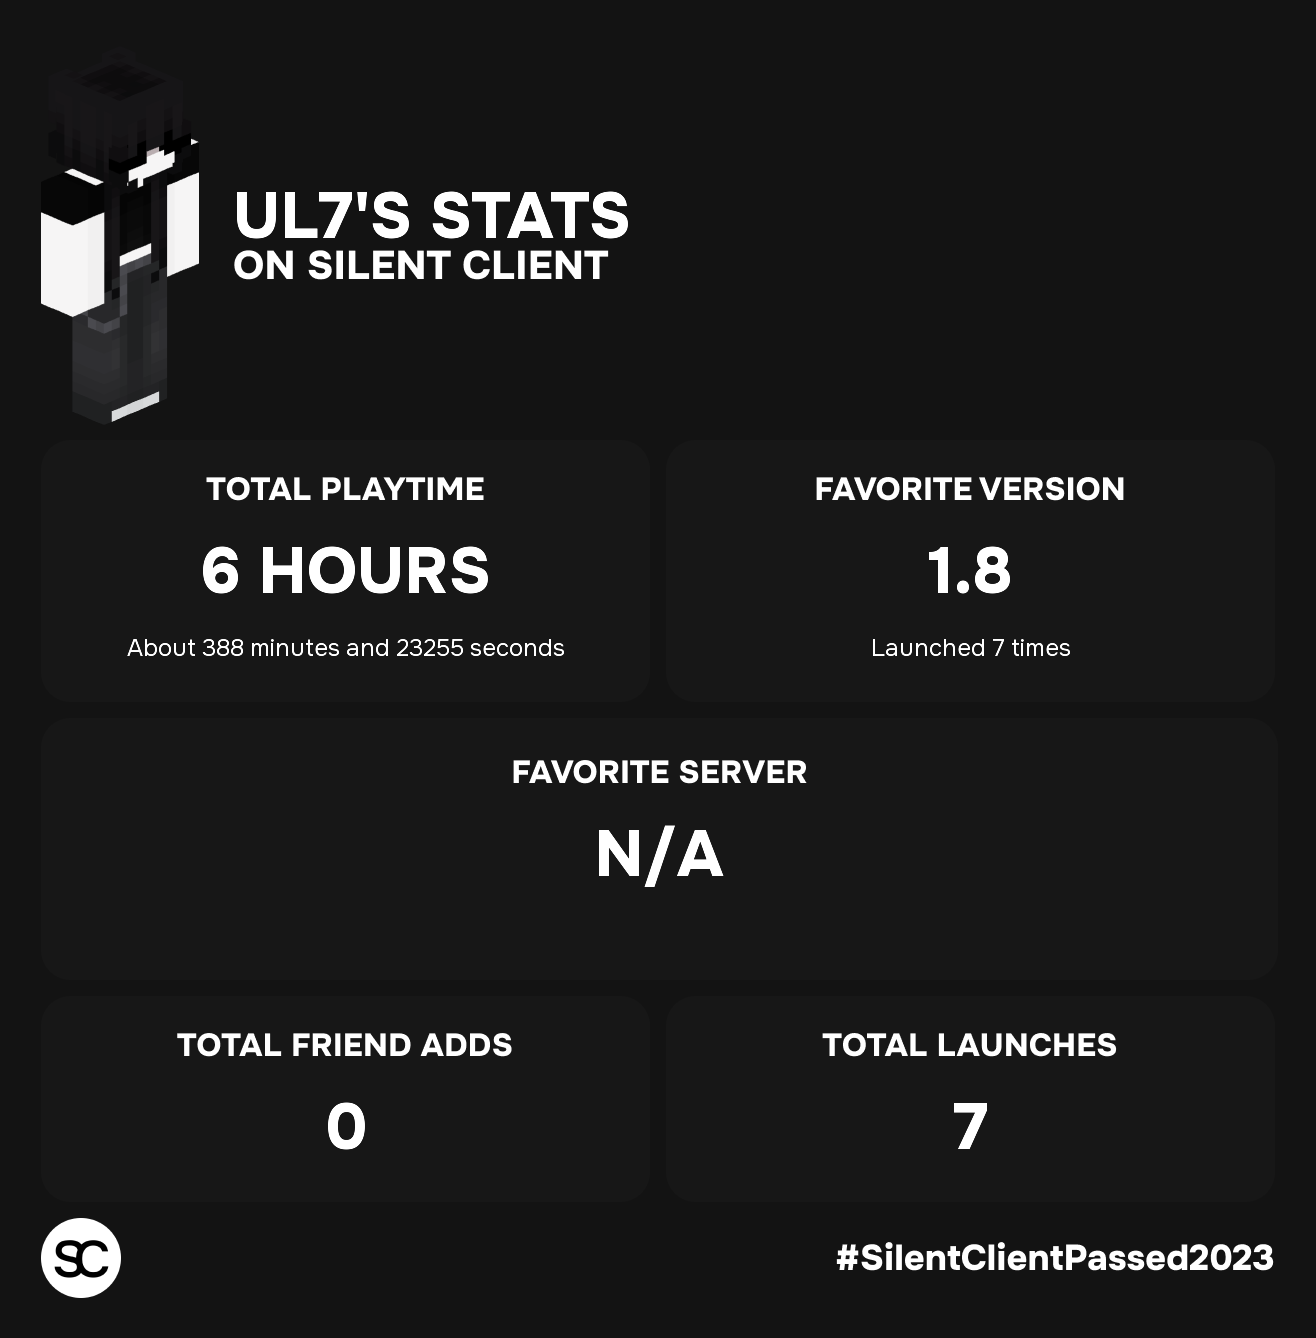 UL7'S STATS
ON SILENT CLIENT
TOTAL PLAYTIME
6 HOURS
About 388 minutes and 23255 seconds
FAVORITE VERSION
1.8
Launched 7 times
FAVORITE SERVER
N/A
TOTAL FRIEND ADDS
0
TOTAL LAUNCHES
7
SC
#SilentClientPassed2023